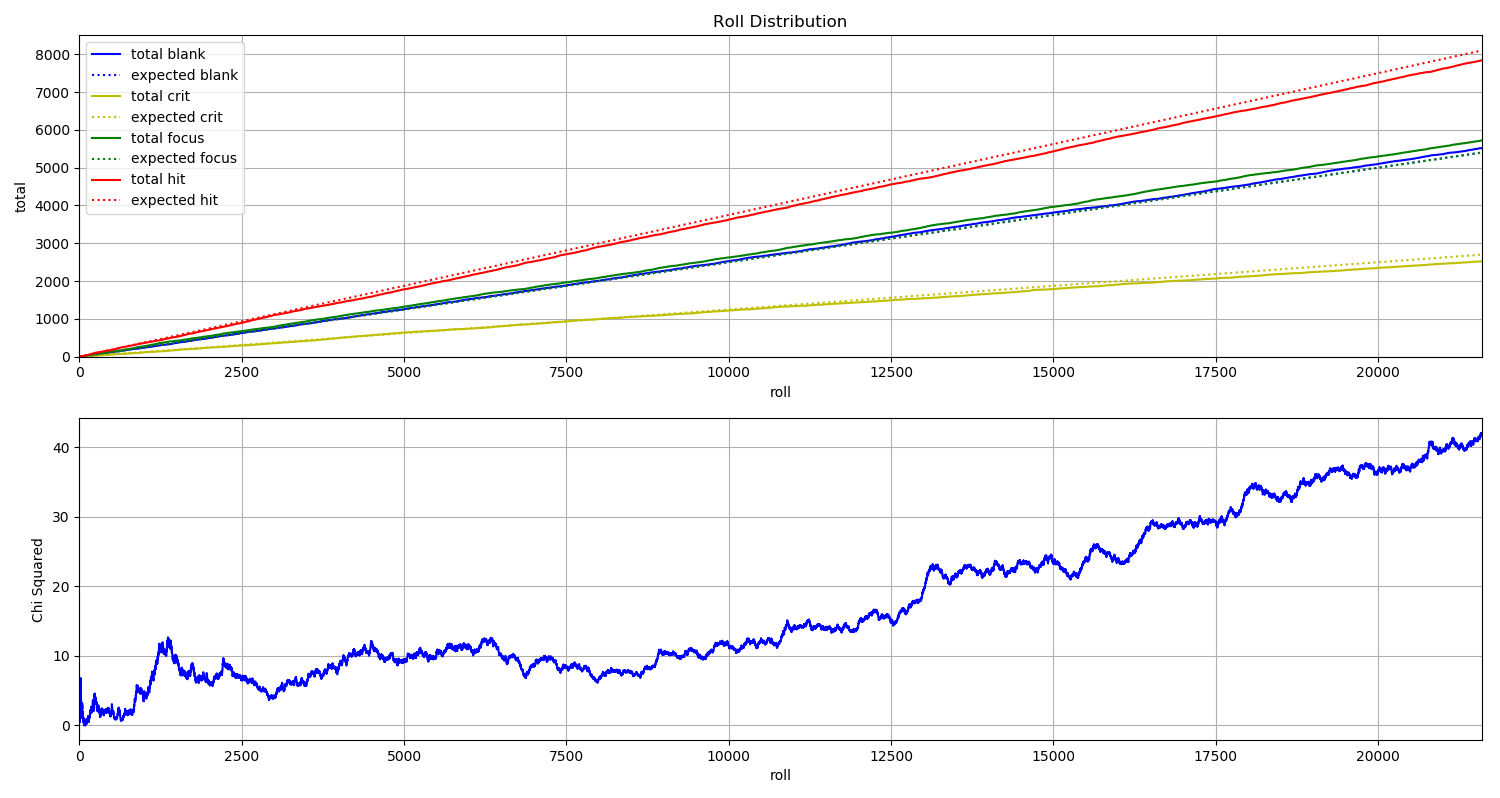 Roll Distribution
total
8000
7000
6000
5000
4000
3000
2000
1000
0
total blank
expected blank
total crit
expected crit
total focus
expected focus
total hit
expected hit
0 2500 5000 7500 10000 12500 15000 17500 20000
roll
Chi Squared
40
30
20
10
0
0 2500 5000 7500 10000 12500 15000 17500 20000
roll